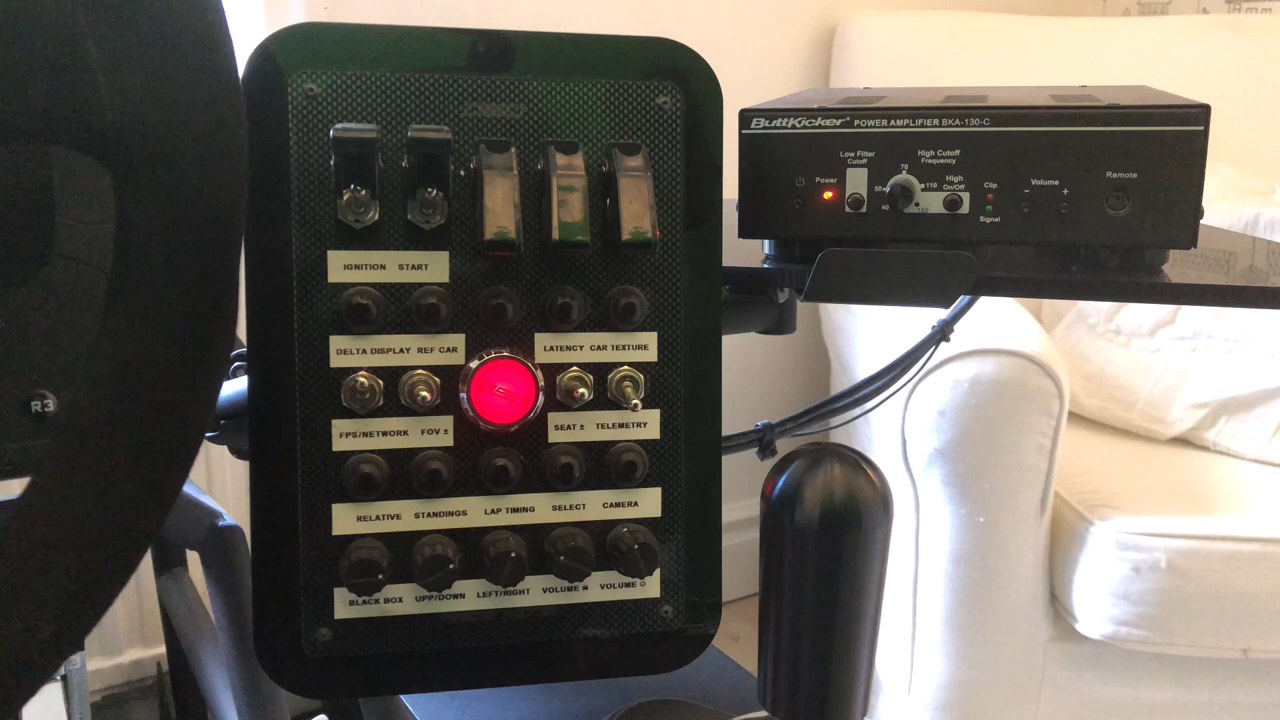 R3
IGNITION START
DELTA DISPLAY REF CAR
LATENCY CAR TEXTURE
FPS/NETWORK FOV ±
SEAT ± TELEMETRY
RELATIVE STANDINGS LAP TIMING SELECT CAMERA
BLACK BOX UPP/DOWN LEFT/RIGHT VOLUME VOLUME
ButtKicker® POWER AMPLIFIER BKA-130-C
Low Filter
Cutoff
High Cutoff
Frequency
Power
40
50
70
110
160
High
On/Off
Clip
Signal
Volume
- +
Remote